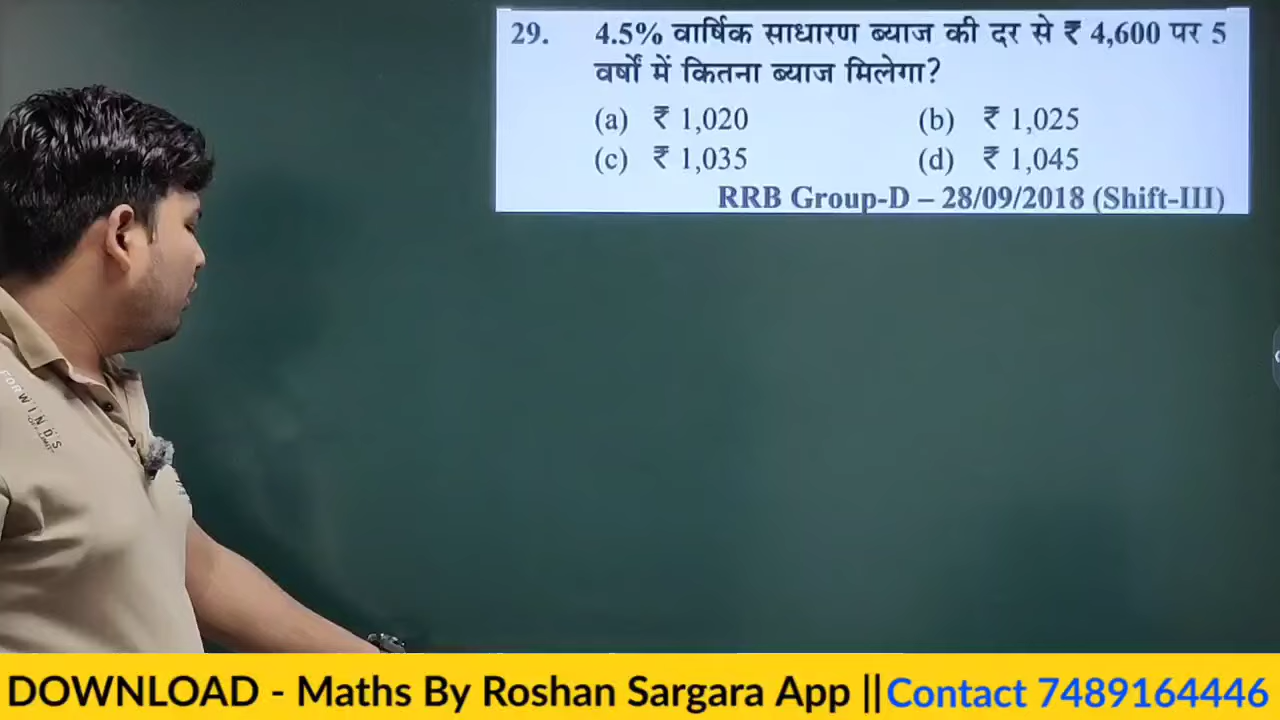 29. 4.5% वार्षिक साधारण ब्याज की दर से ₹ 4,600 पर 5
वर्षों में कितना ब्याज मिलेगा?
(a) ₹ 1,020 (b) ₹ 1,025
(c) ₹ 1,035 (d) ₹ 1,045
RRB Group-D – 28/09/2018 (Shift-III)
FORWINDS
DOWNLOAD - Maths By Roshan Sargara App || Contact 7489164446